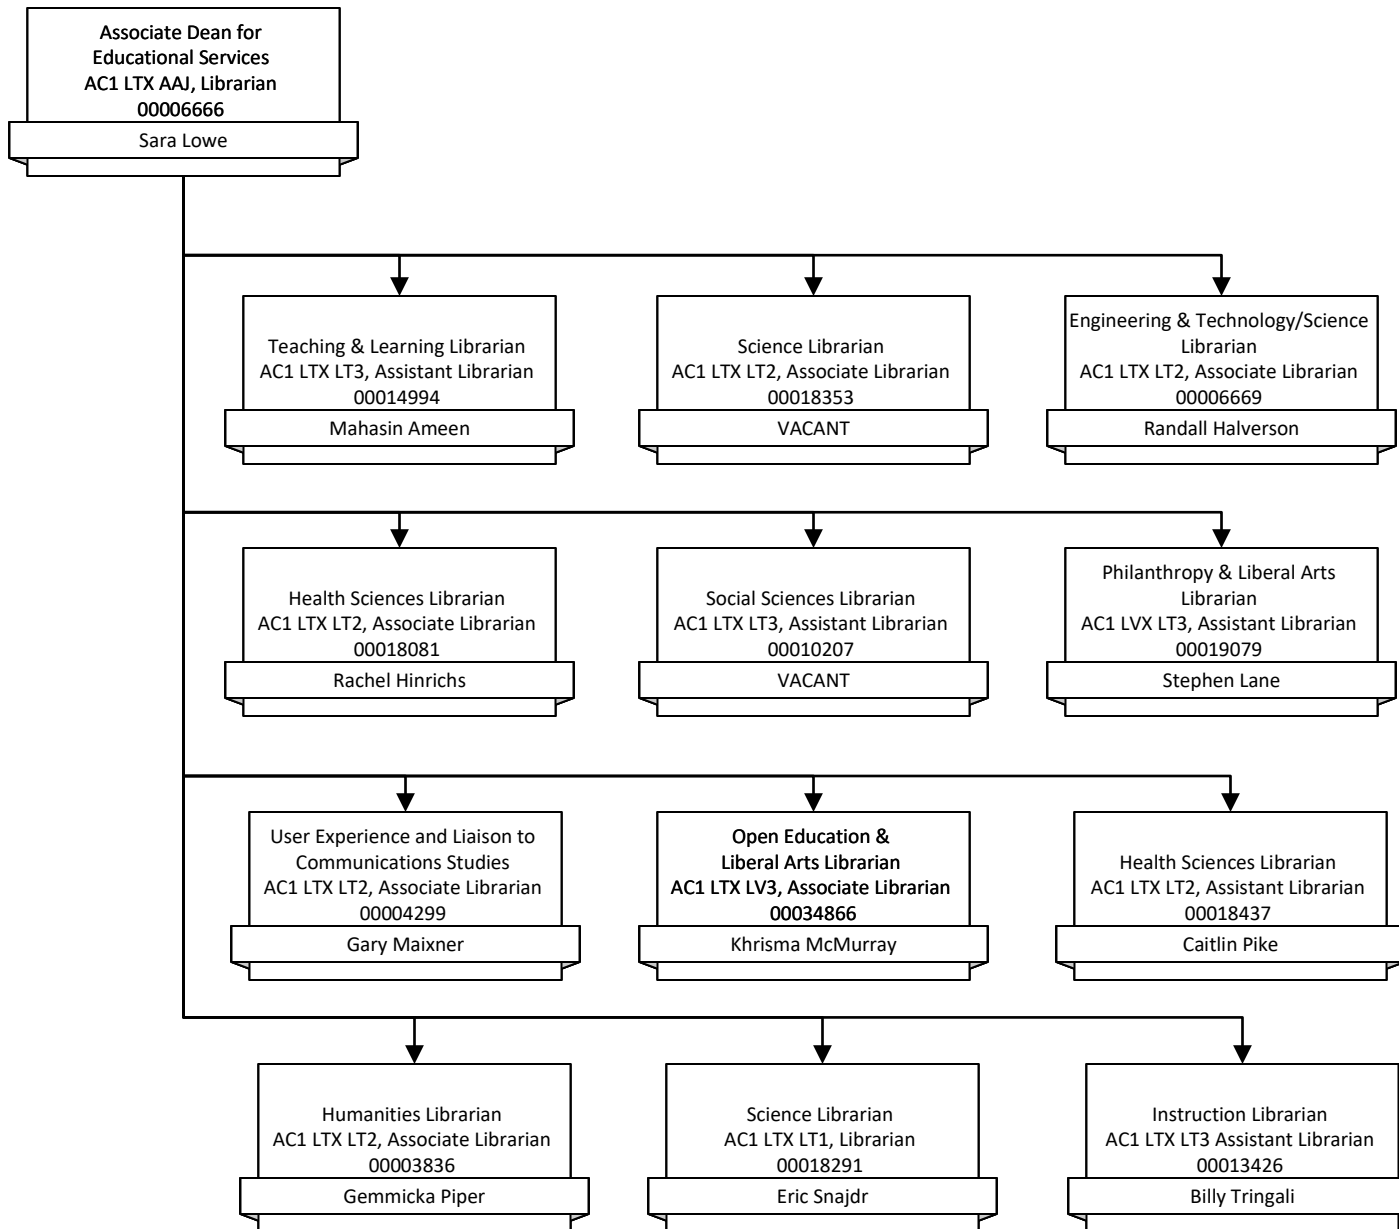 Associate Dean for
Educational Services
AC1 LTX AAJ, Librarian
00006666
Sara Lowe
Teaching & Learning Librarian
AC1 LTX LT3, Assistant Librarian
00014994
Mahasin Ameen
Science Librarian
AC1 LTX LT2, Associate Librarian
00018353
VACANT
Engineering & Technology/Science
Librarian
AC1 LTX LT2, Associate Librarian
00006669
Randall Halverson
Health Sciences Librarian
AC1 LTX LT2, Associate Librarian
00018081
Rachel Hinrichs
Social Sciences Librarian
AC1 LTX LT3, Assistant Librarian
00010207
VACANT
Philanthropy & Liberal Arts
Librarian
AC1 LVX LT3, Assistant Librarian
00019079
Stephen Lane
User Experience and Liaison to
Communications Studies
AC1 LTX LT2, Associate Librarian
00004299
Gary Maixner
Open Education &
Liberal Arts Librarian
AC1 LTX LV3, Associate Librarian
00034866
Khrisma McMurray
Health Sciences Librarian
AC1 LTX LT2, Assistant Librarian
00018437
Caitlin Pike
Humanities Librarian
AC1 LTX LT2, Associate Librarian
00003836
Gemmicka Piper
Science Librarian
AC1 LTX LT1, Librarian
00018291
Eric Snajdr
Instruction Librarian
AC1 LTX LT3 Assistant Librarian
00013426
Billy Tringali